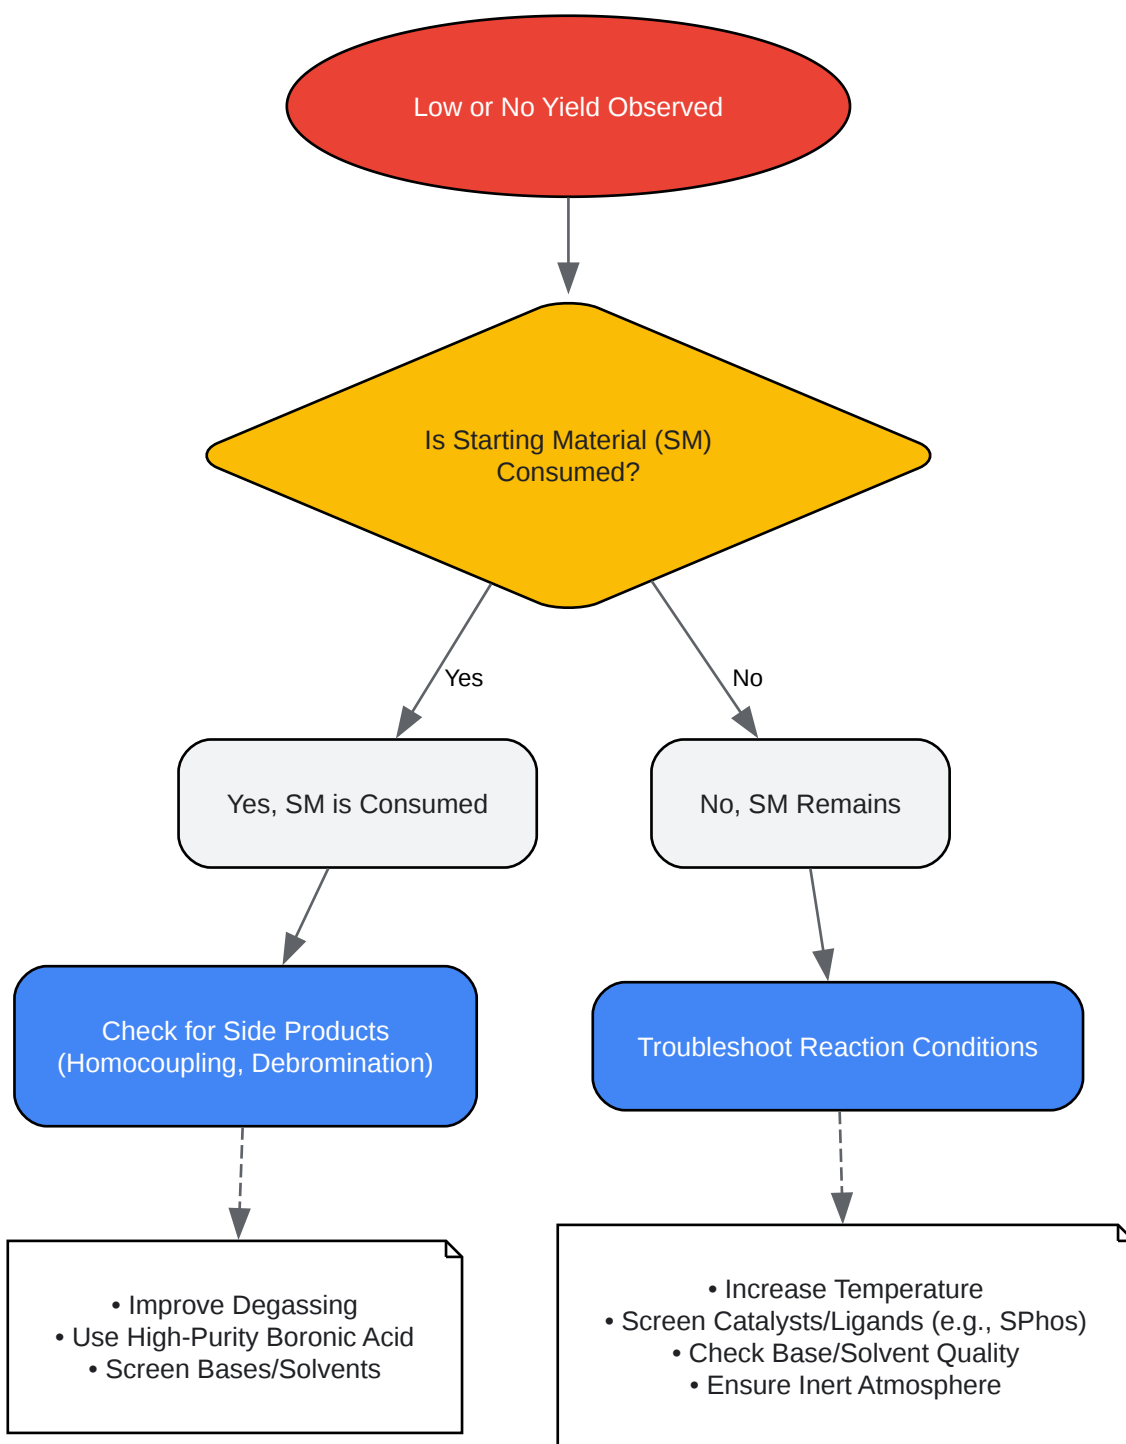 Low or No Yield Observed
Is Starting Material (SM)
Consumed?
Yes
No
Yes, SM is Consumed
No, SM Remains
Check for Side Products
(Homocoupling, Debromination)
Troubleshoot Reaction Conditions
• Improve Degassing
• Use High-Purity Boronic Acid
• Screen Bases/Solvents
• Increase Temperature
• Screen Catalysts/Ligands (e.g., SPhos)
• Check Base/Solvent Quality
• Ensure Inert Atmosphere